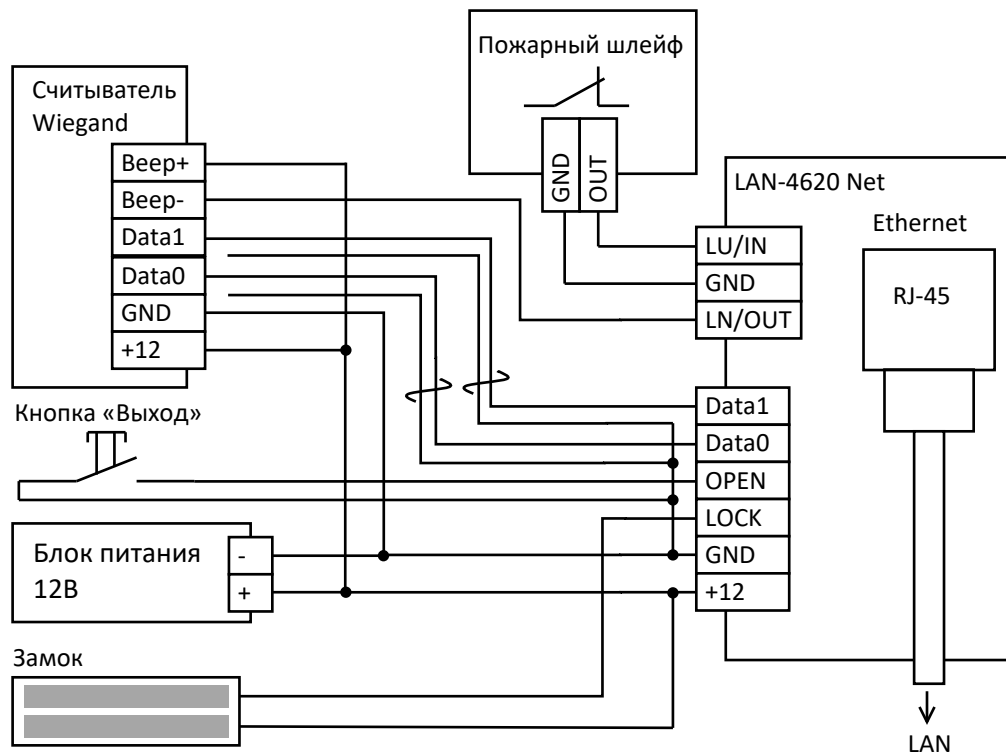 Считыватель
Wiegand
Beep+
Beep-
Data1
Data0
GND
+12
Пожарный шлейф
GND
OUT
LAN-4620 Net
Ethernet
RJ-45
LU/IN
GND
LN/OUT
Data1
Data0
OPEN
LOCK
GND
+12
Кнопка «Выход»
Блок питания
12В
-
+
Замок
LAN